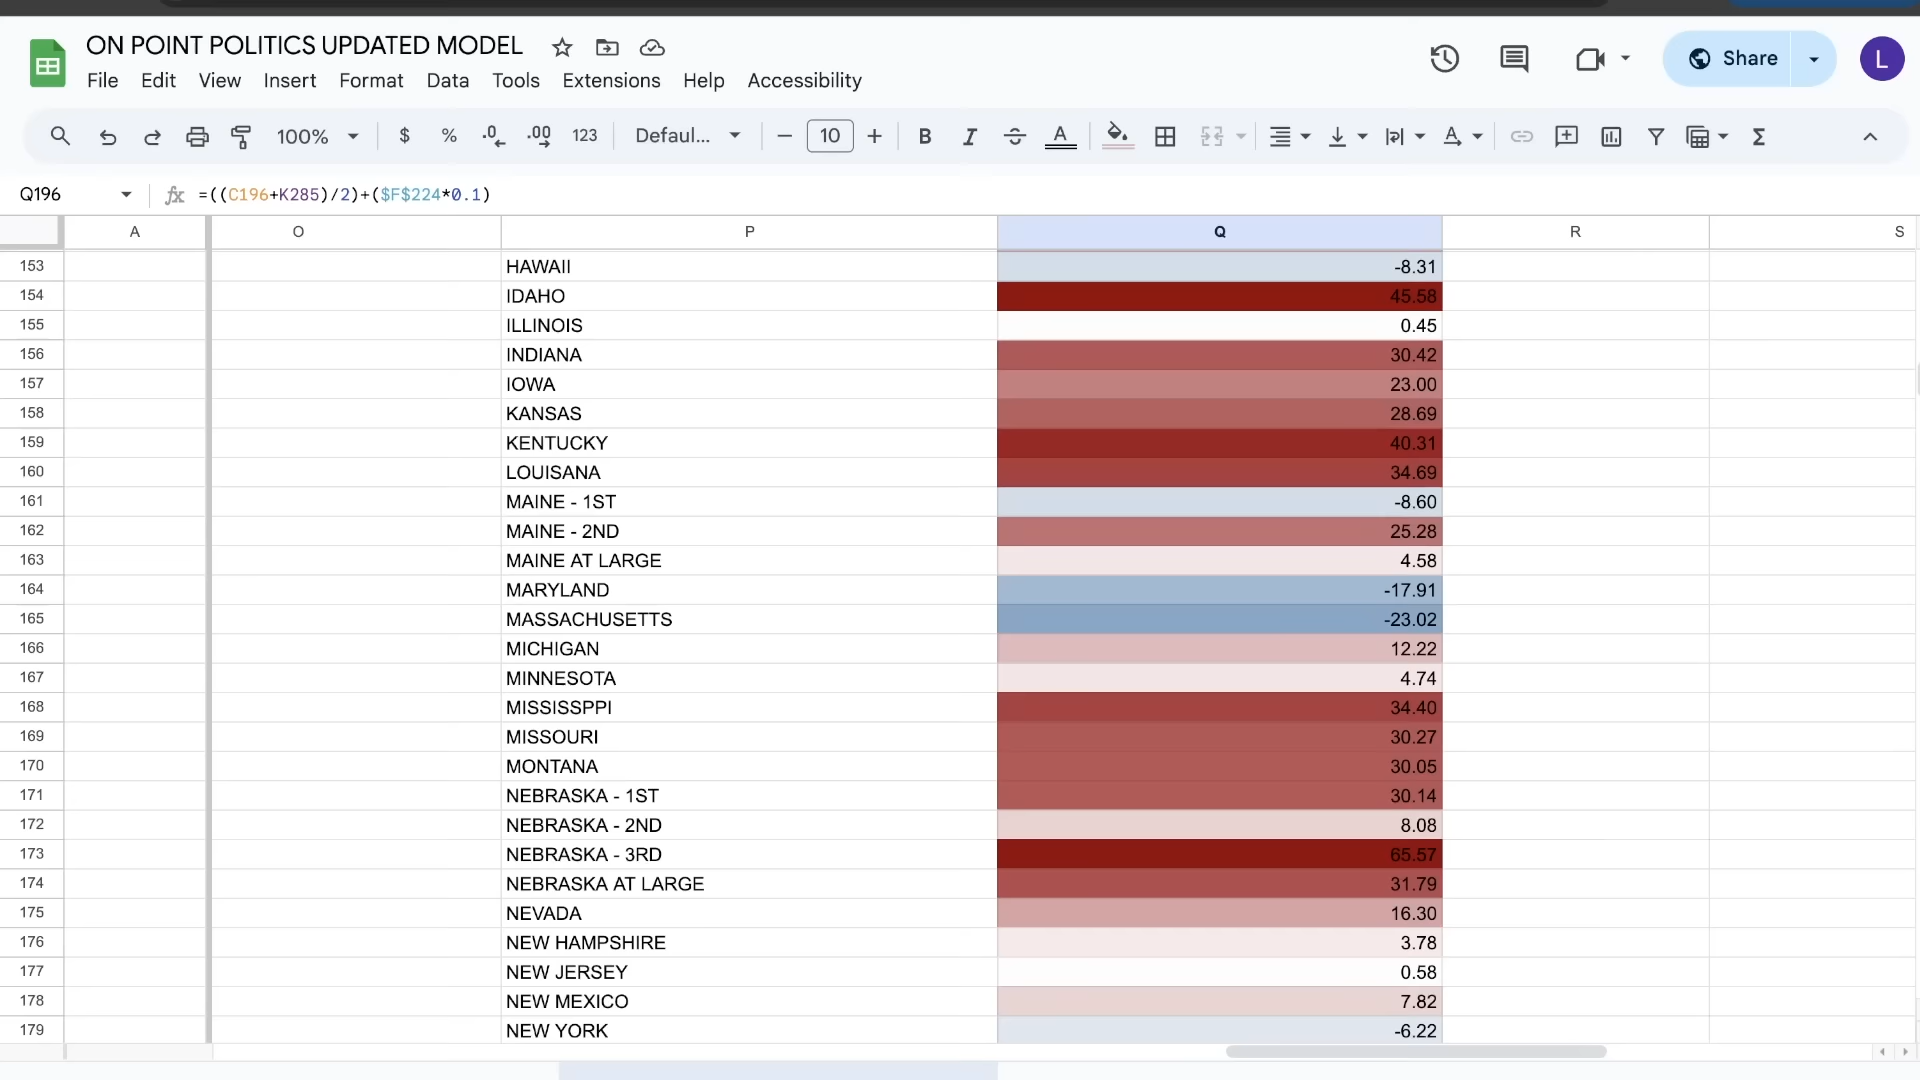 ON POINT POLITICS UPDATED MODEL
File Edit View Insert Format Data Tools Extensions Help Accessibility
Share
L
100% $ % .0 .00 123 Defaul... 10 B I A A Σ
Q196 fx =((C196+K285)/2)+($F$224*0.1)
A O P Q R S
153 HAWAII -8.31
154 IDAHO 45.58
155 ILLINOIS 0.45
156 INDIANA 30.42
157 IOWA 23.00
158 KANSAS 28.69
159 KENTUCKY 40.31
160 LOUISANA 34.69
161 MAINE - 1ST -8.60
162 MAINE - 2ND 25.28
163 MAINE AT LARGE 4.58
164 MARYLAND -17.91
165 MASSACHUSETTS -23.02
166 MICHIGAN 12.22
167 MINNESOTA 4.74
168 MISSISSPPI 34.40
169 MISSOURI 30.27
170 MONTANA 30.05
171 NEBRASKA - 1ST 30.14
172 NEBRASKA - 2ND 8.08
173 NEBRASKA - 3RD 65.57
174 NEBRASKA AT LARGE 31.79
175 NEVADA 16.30
176 NEW HAMPSHIRE 3.78
177 NEW JERSEY 0.58
178 NEW MEXICO 7.82
179 NEW YORK -6.22